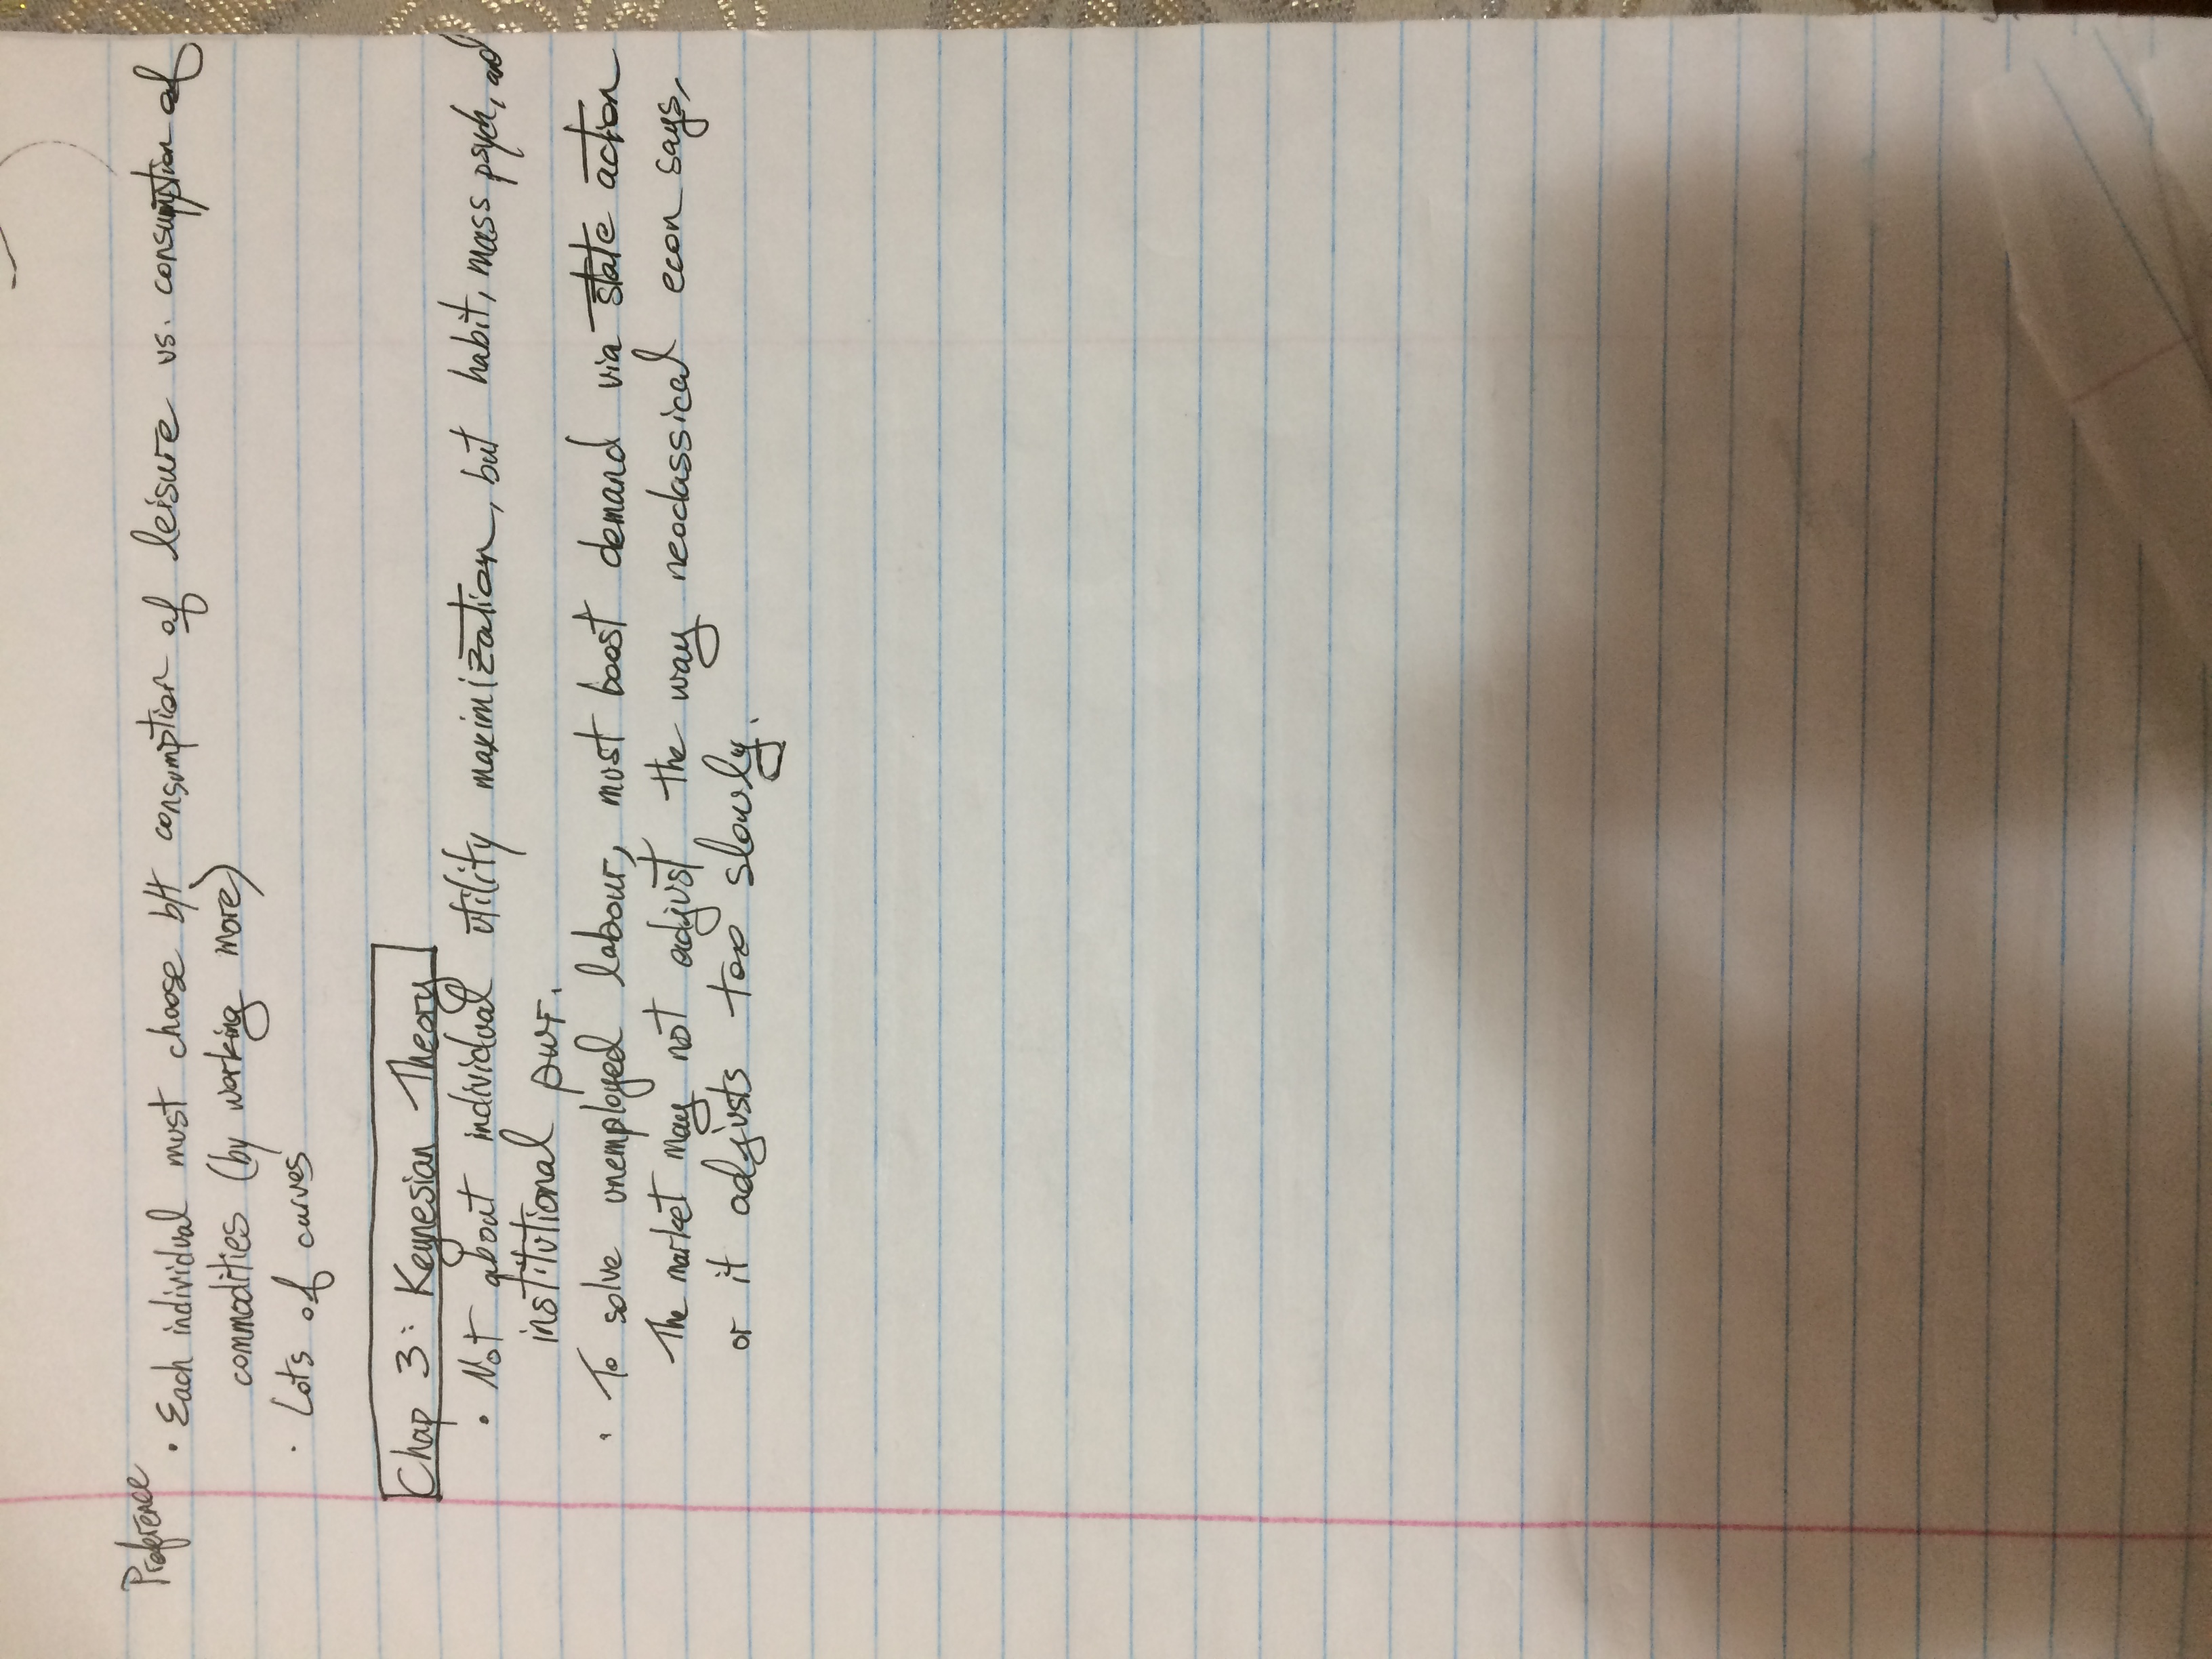 Preference
· Each individual must choose b/t consumption of leisure vs. consumption of
commodities (by working more)
· Lots of curves
Chap 3: Keynesian Theory
· Not about individual utility maximization, but habit, mass psych, and
institutional pwr.
· To solve unemployed labour, must boost demand via state action
The market may not adjust the way neoclassical econ says,
or it adjusts too slowly.